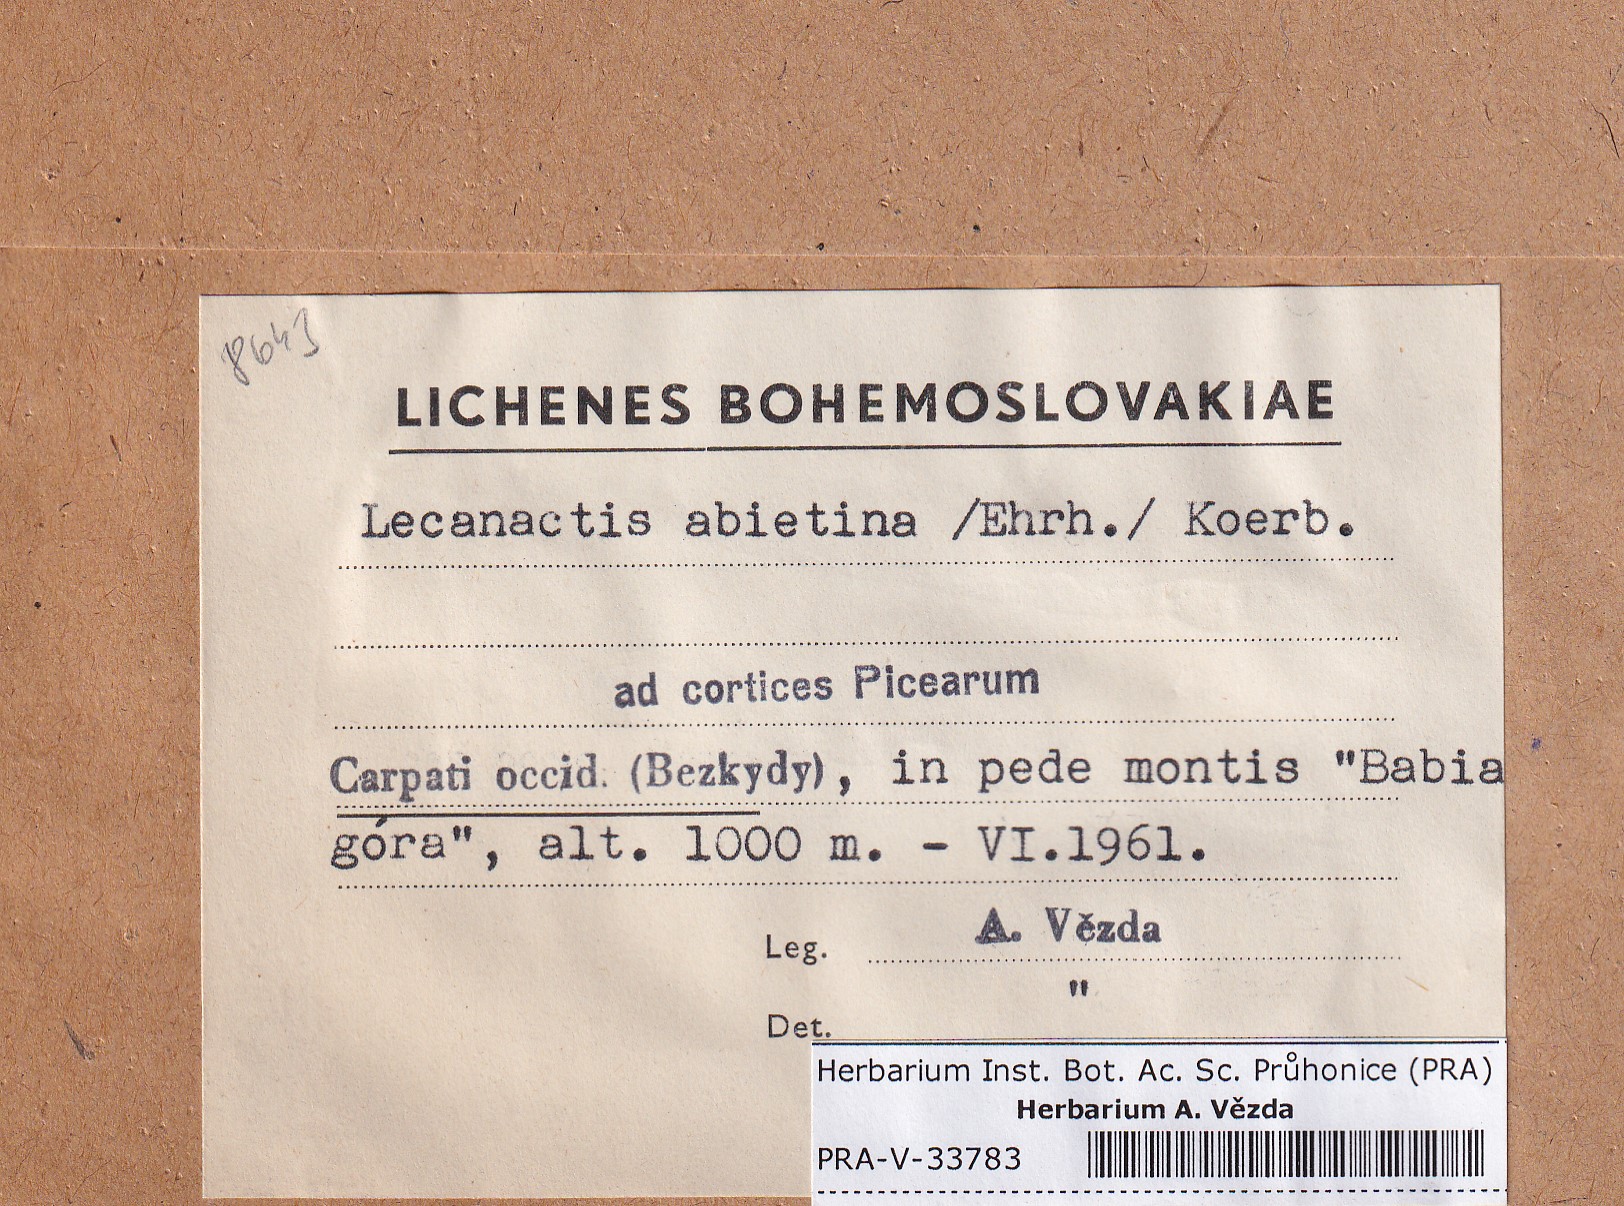 8643
LICHENES BOHEMOSLOVAKIAE
Lecanactis abietina /Ehrh./ Koerb.
ad cortices Picearum
Carpati occid. (Bezkydy), in pede montis "Babia
góra", alt. 1000 m. - VI.1961.
Leg. A. Vězda
Det. "
Herbarium Inst. Bot. Ac. Sc. Průhonice (PRA)
Herbarium A. Vězda
PRA-V-33783